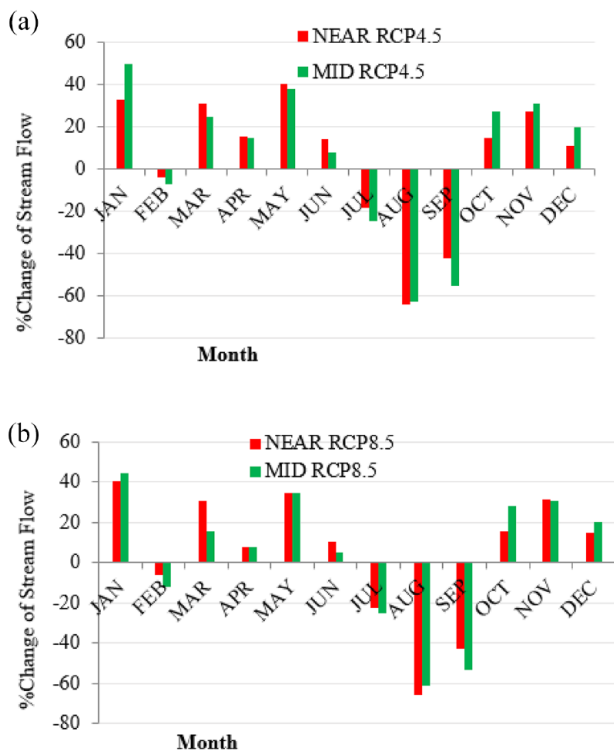 (a)
60
40
20
0
-20
-40
-60
-80
%Change of Stream Flow
NEAR RCP4.5
MID RCP4.5
JAN
FEB
MAR
APR
MAY
JUN
JUL
AUG
SEP
OCT
NOV
DEC
Month
(b)
60
40
20
0
-20
-40
-60
-80
%Change of Stream Flow
NEAR RCP8.5
MID RCP8.5
JAN
FEB
MAR
APR
MAY
JUN
JUL
AUG
SEP
OCT
NOV
DEC
Month